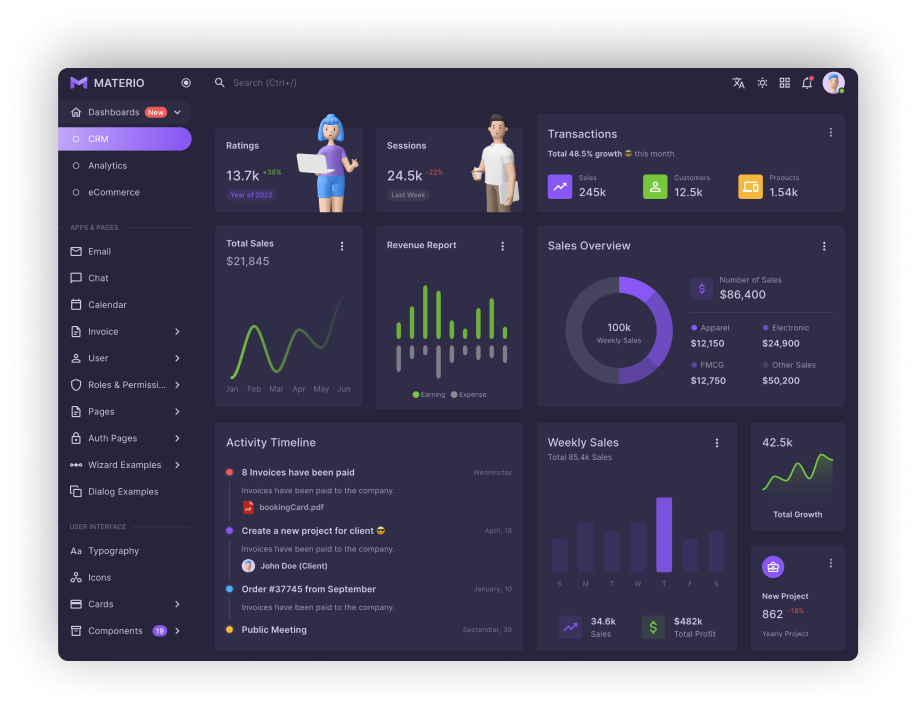 MATERIO
Search (Ctrl+/)
Dashboards New
CRM
Analytics
eCommerce
APPS & PAGES
Email
Chat
Calendar
Invoice
User
Roles & Permissi...
Pages
Auth Pages
Wizard Examples
Dialog Examples
USER INTERFACE
Aa Typography
Icons
Cards
Components 19
Ratings
13.7k +38%
Year of 2022
Sessions
24.5k -22%
Last Week
Transactions
Total 48.5% growth 😎 this month
Sales
245k
Customers
12.5k
Products
1.54k
Total Sales
$21,845
Jan Feb Mar Apr May Jun
Revenue Report
Earning Expense
Sales Overview
100k
Weekly Sales
$
Number of Sales
$86,400
Apparel
$12,150
Electronic
$24,900
FMCG
$12,750
Other Sales
$50,200
Activity Timeline
8 Invoices have been paid Wednesday
Invoices have been paid to the company.
bookingCard.pdf
Create a new project for client 😎 April, 18
Invoices have been paid to the company.
John Doe (Client)
Order #37745 from September January, 10
Invoices have been paid to the company.
Public Meeting September, 30
Weekly Sales
Total 85.4k Sales
S M T W T F S
34.6k
Sales
$
$482k
Total Profit
42.5k
Total Growth
New Project
862 -18%
Yearly Project